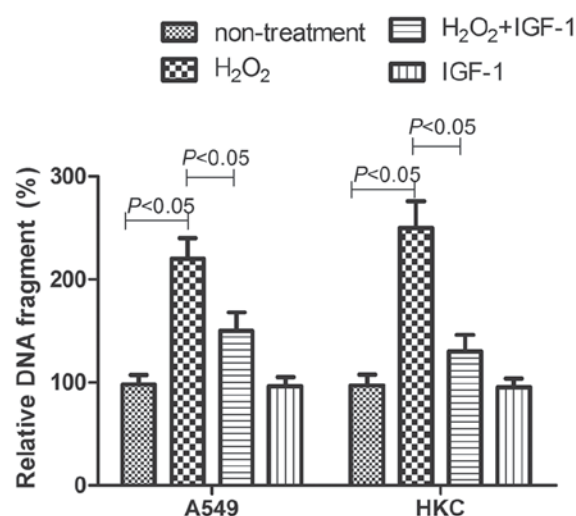 non-treatment
H₂O₂
H₂O₂+IGF-1
IGF-1
Relative DNA fragment (%)
300
200
100
0
P<0.05
P<0.05
P<0.05
P<0.05
A549
HKC